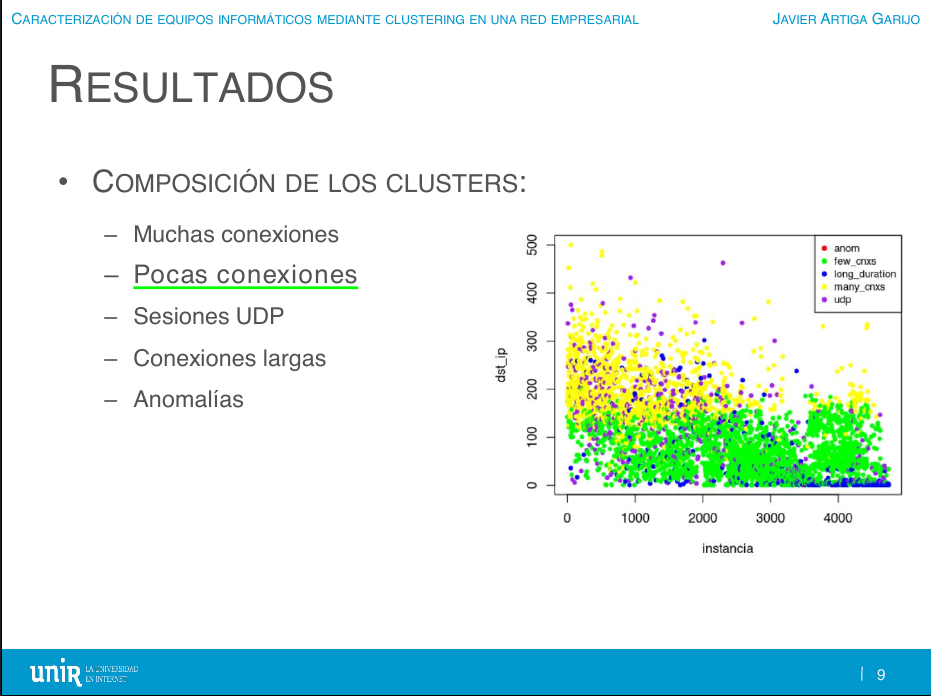 CARACTERIZACIÓN DE EQUIPOS INFORMÁTICOS MEDIANTE CLUSTERING EN UNA RED EMPRESARIAL
JAVIER ARTIGA GARIJO
RESULTADOS
• COMPOSICIÓN DE LOS CLUSTERS:
– Muchas conexiones
– Pocas conexiones
– Sesiones UDP
– Conexiones largas
– Anomalías
500
400
300
200
100
0
dst_ip
anom
few_cnxs
long_duration
many_cnxs
udp
0 1000 2000 3000 4000
instancia
unir LA UNIVERSIDAD
EN INTERNET
| 9